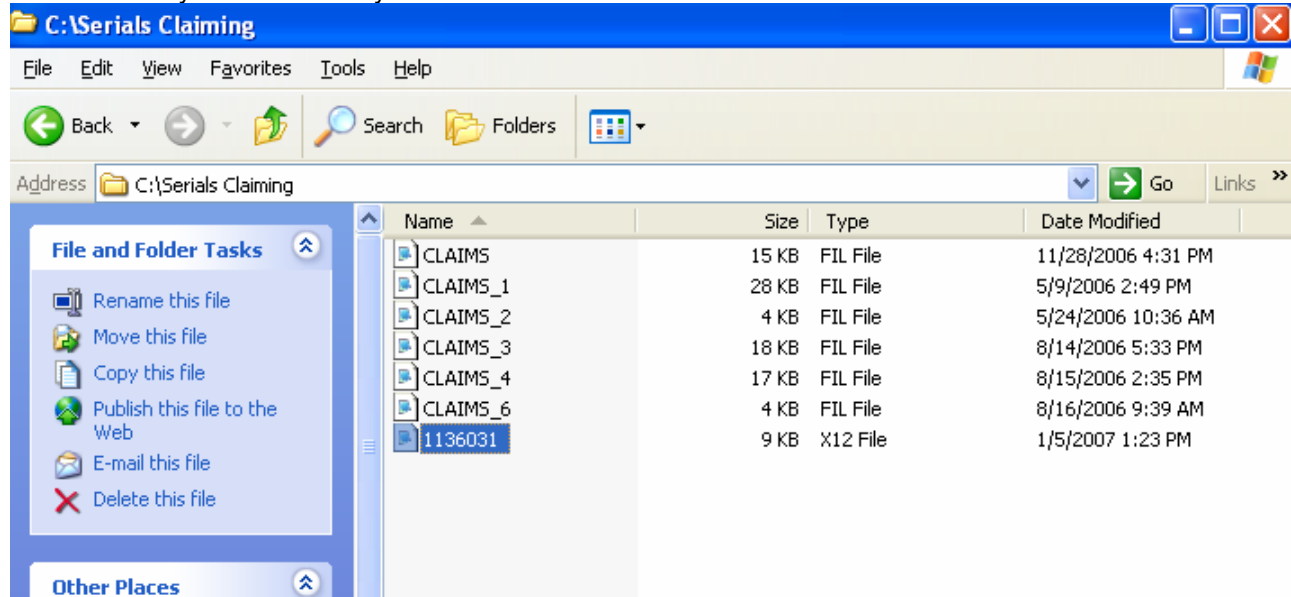 C:\Serials Claiming
File Edit View Favorites Tools Help
Back Search Folders
Address C:\Serials Claiming Go Links »
Name Size Type Date Modified
File and Folder Tasks
Rename this file
Move this file
Copy this file
Publish this file to the
Web
E-mail this file
Delete this file
Other Places
CLAIMS 15 KB FIL File 11/28/2006 4:31 PM
CLAIMS_1 28 KB FIL File 5/9/2006 2:49 PM
CLAIMS_2 4 KB FIL File 5/24/2006 10:36 AM
CLAIMS_3 18 KB FIL File 8/14/2006 5:33 PM
CLAIMS_4 17 KB FIL File 8/15/2006 2:35 PM
CLAIMS_6 4 KB FIL File 8/16/2006 9:39 AM
1136031 9 KB X12 File 1/5/2007 1:23 PM